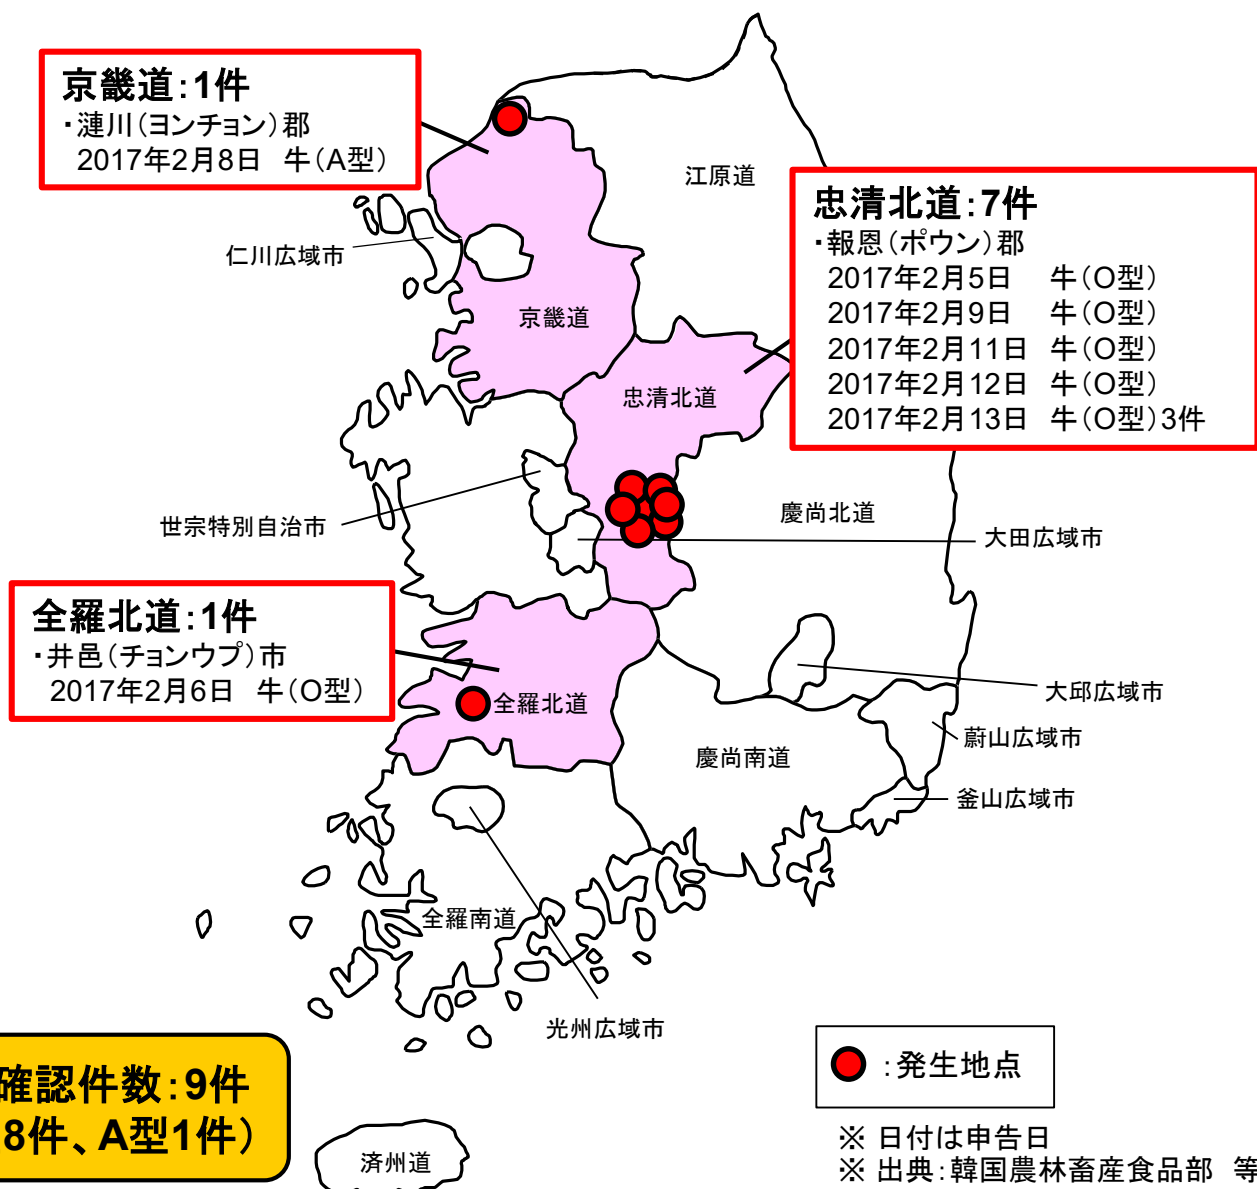 京畿道：1件
・漣川（ヨンチョン）郡
2017年2月8日　牛（A型）
江原道
忠清北道：7件
・報恩（ポウン）郡
2017年2月5日　牛（O型）
2017年2月9日　牛（O型）
2017年2月11日　牛（O型）
2017年2月12日　牛（O型）
2017年2月13日　牛（O型）3件
仁川広域市
京畿道
忠清北道
世宗特別自治市
慶尚北道
大田広域市
全羅北道：1件
・井邑（チョンウプ）市
2017年2月6日　牛（O型）
全羅北道
大邱広域市
蔚山広域市
慶尚南道
釜山広域市
全羅南道
光州広域市
確認件数：9件
8件、A型1件）
済州道
：発生地点
※ 日付は申告日
※ 出典：韓国農林畜産食品部　等